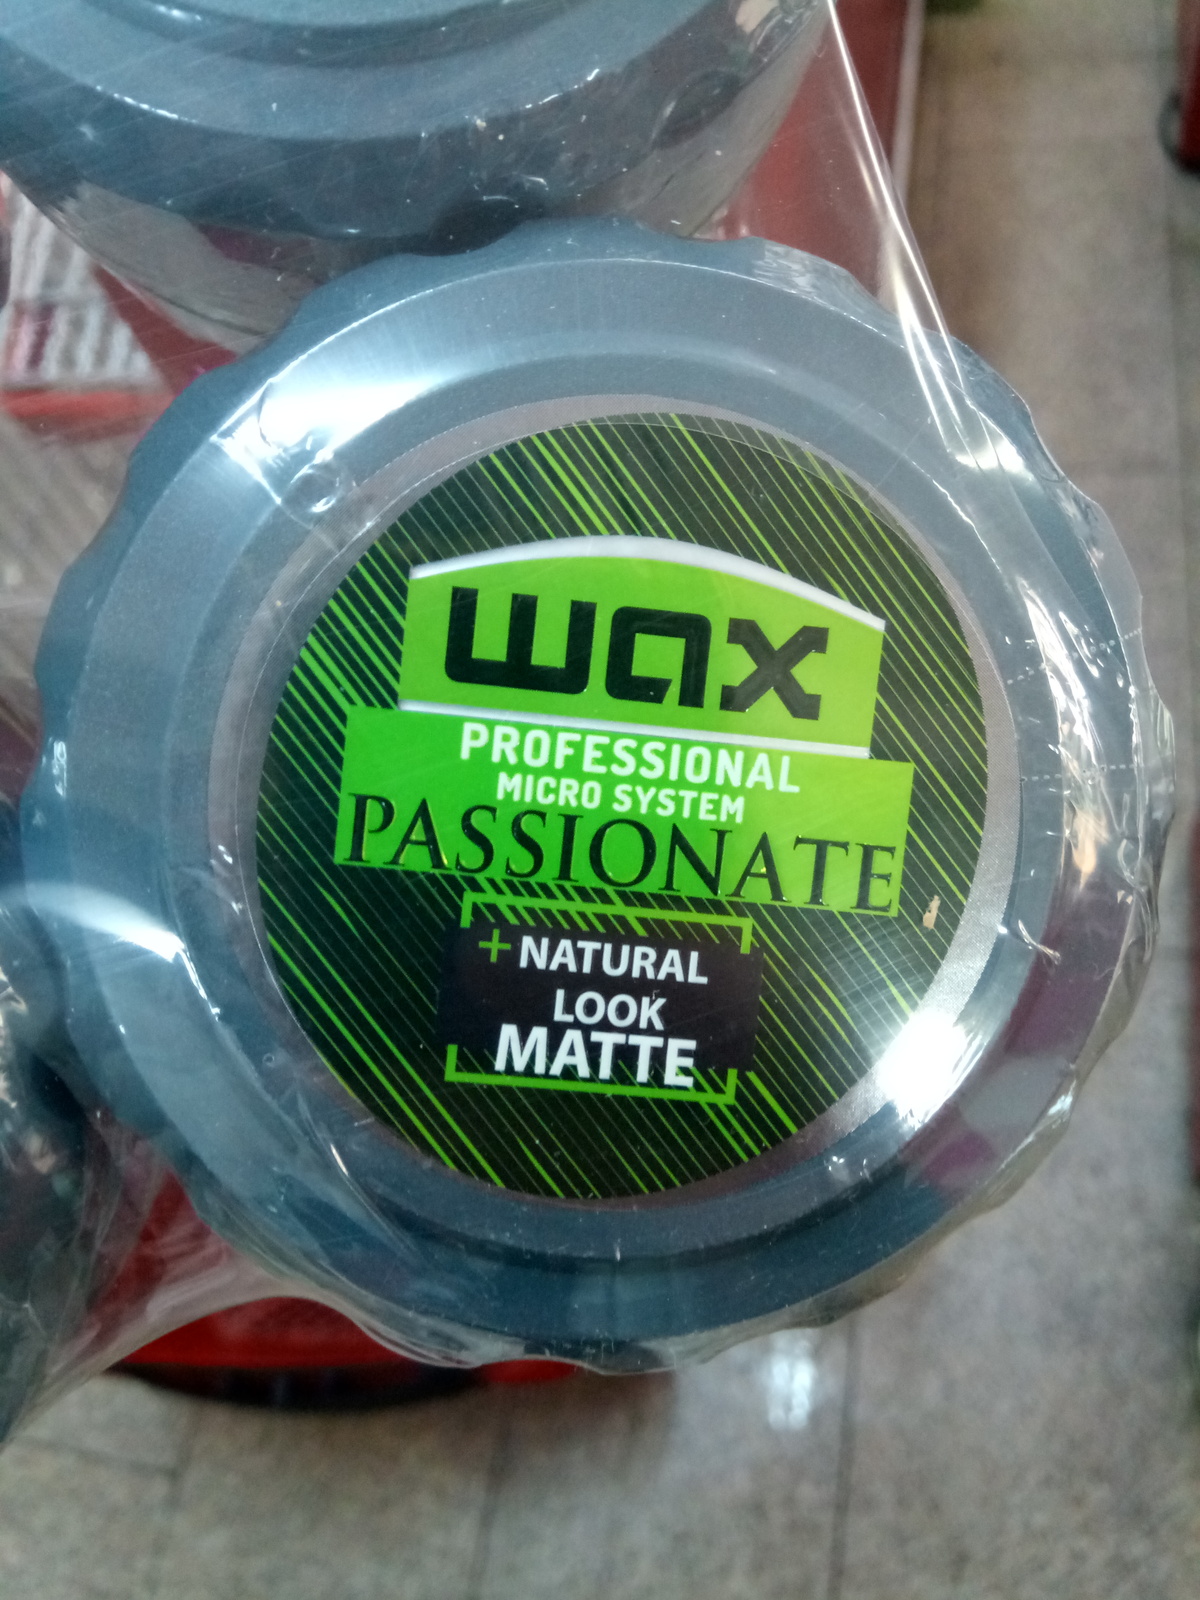 wax
PROFESSIONAL
MICRO SYSTEM
PASSIONATE
+ NATURAL
LOOK
MATTE